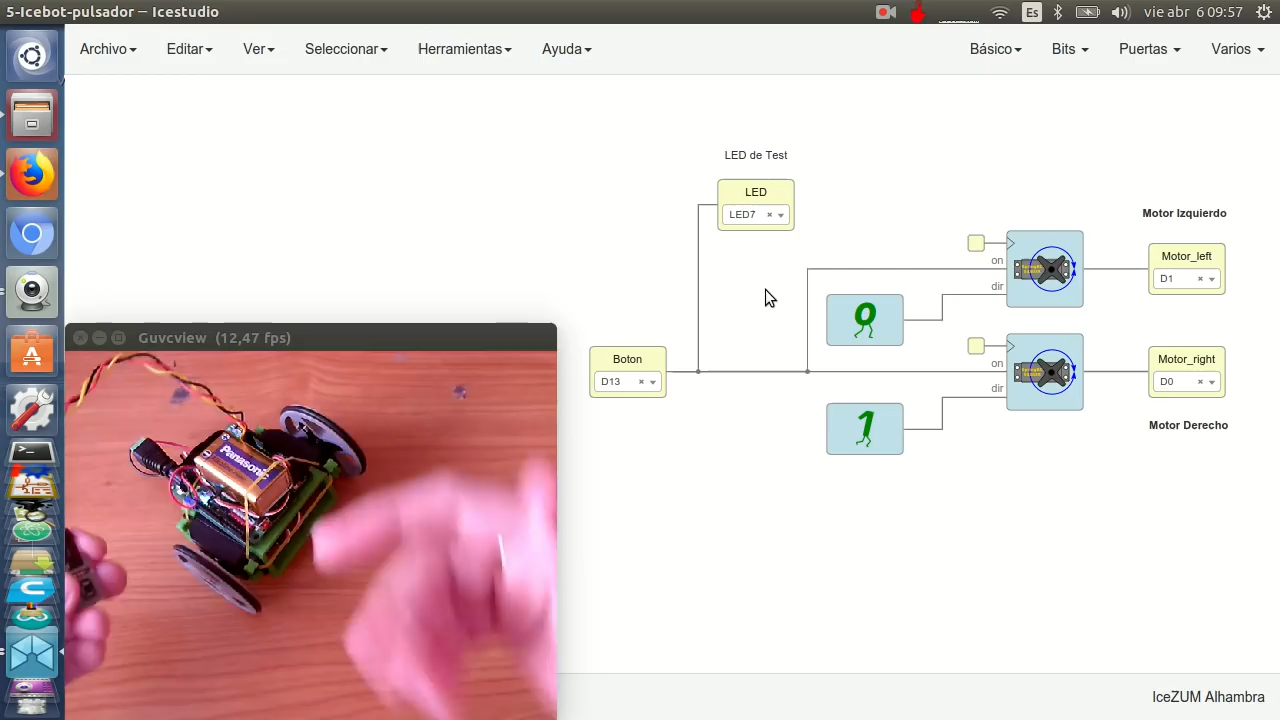 5-Icebot-pulsador — Icestudio
Es
vie abr 6 09:57
Archivo Editar Ver Seleccionar Herramientas Ayuda Básico Bits Puertas Varios
LED de Test
LED
LED7
Motor Izquierdo
Motor_left
D1
on
dir
0
Guvcview (12,47 fps)
Boton
D13
Motor_right
D0
on
dir
1
Motor Derecho
Panasonic
IceZUM Alhambra